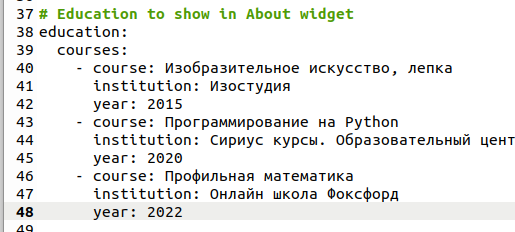 37 # Education to show in About widget
38 education:
39   courses:
40     - course: Изобразительное искусство, лепка
41       institution: Изостудия
42       year: 2015
43     - course: Программирование на Python
44       institution: Сириус курсы. Образовательный цент
45       year: 2020
46     - course: Профильная математика
47       institution: Онлайн школа Фоксфорд
48       year: 2022
49